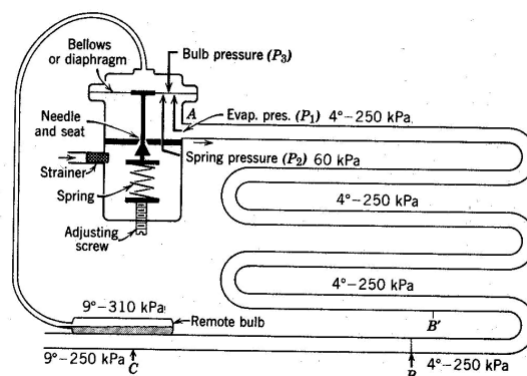 Bellows
or diaphragm
Bulb pressure (P₃)
A
Needle
and seat
Evap. pres. (P₁) 4°–250 kPa
Spring pressure (P₂) 60 kPa
Strainer
Spring
4°–250 kPa
Adjusting
screw
4°–250 kPa
9°–310 kPa
Remote bulb
B'
9°–250 kPa
C
B
4°–250 kPa